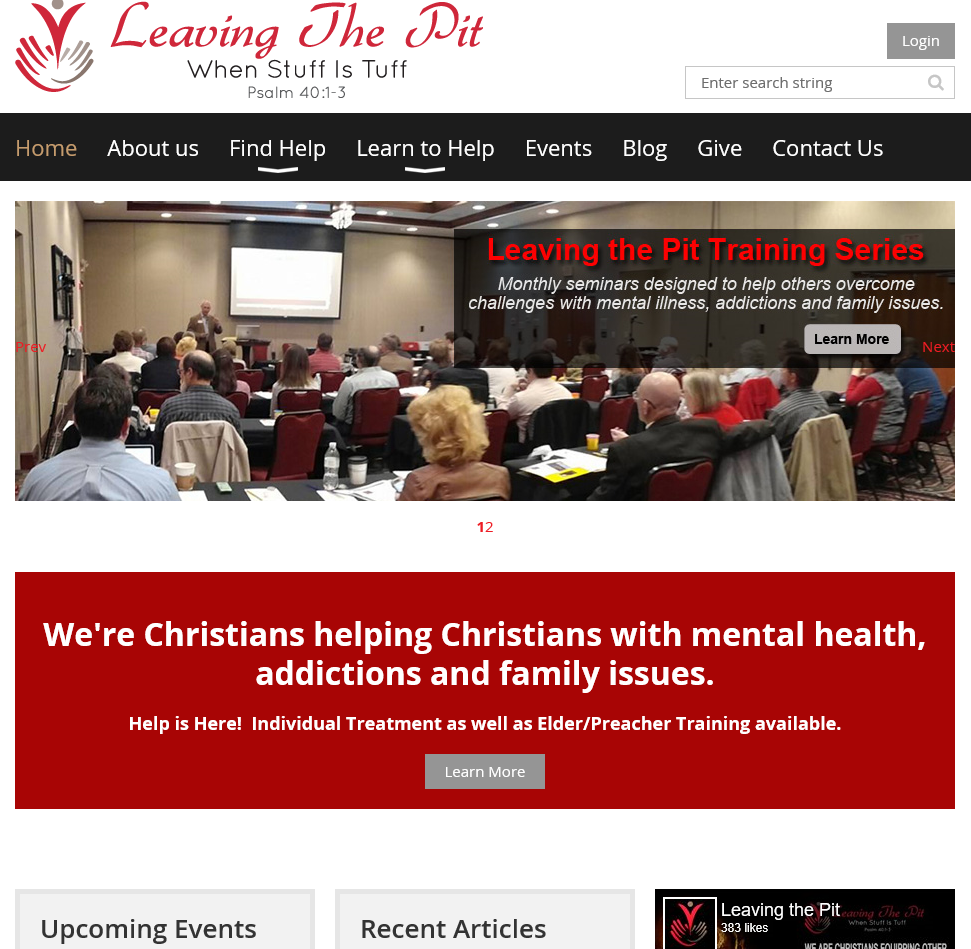 Leaving The Pit
When Stuff Is Tuff
Psalm 40:1-3
Login
Enter search string
Home About us Find Help Learn to Help Events Blog Give Contact Us
Leaving the Pit Training Series
Monthly seminars designed to help others overcome
challenges with mental illness, addictions and family issues.
Learn More
Prev
Next
12
We're Christians helping Christians with mental health,
addictions and family issues.
Help is Here!  Individual Treatment as well as Elder/Preacher Training available.
Learn More
Upcoming Events
Recent Articles
Leaving the Pit
383 likes
Leaving The Pit
When Stuff Is Tuff
Psalm 40:1-3
WE ARE CHRISTIANS EQUIPPING OTHER